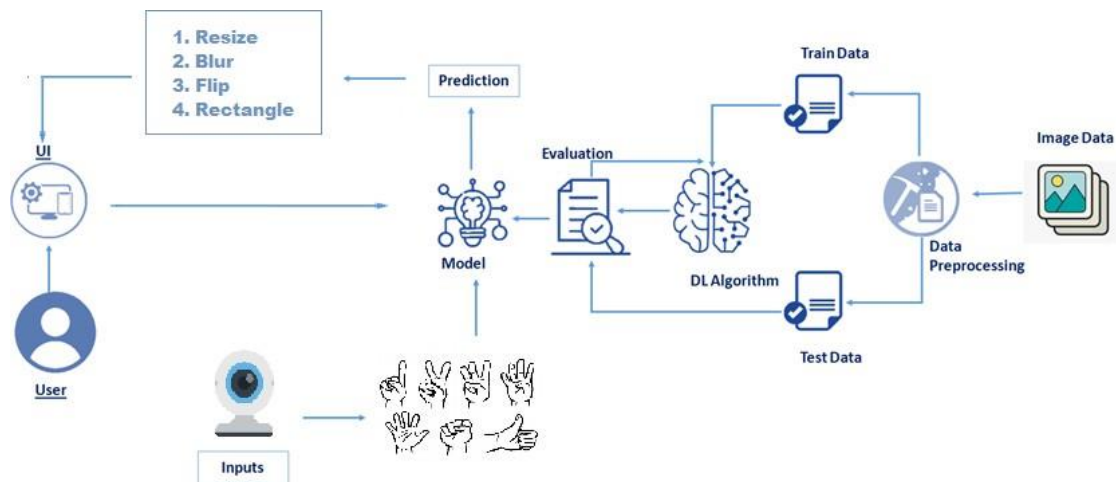 1. Resize
2. Blur
3. Flip
4. Rectangle
Prediction
Train Data
Image Data
UI
Evaluation
Model
DL Algorithm
Data
Preprocessing
Test Data
User
Inputs